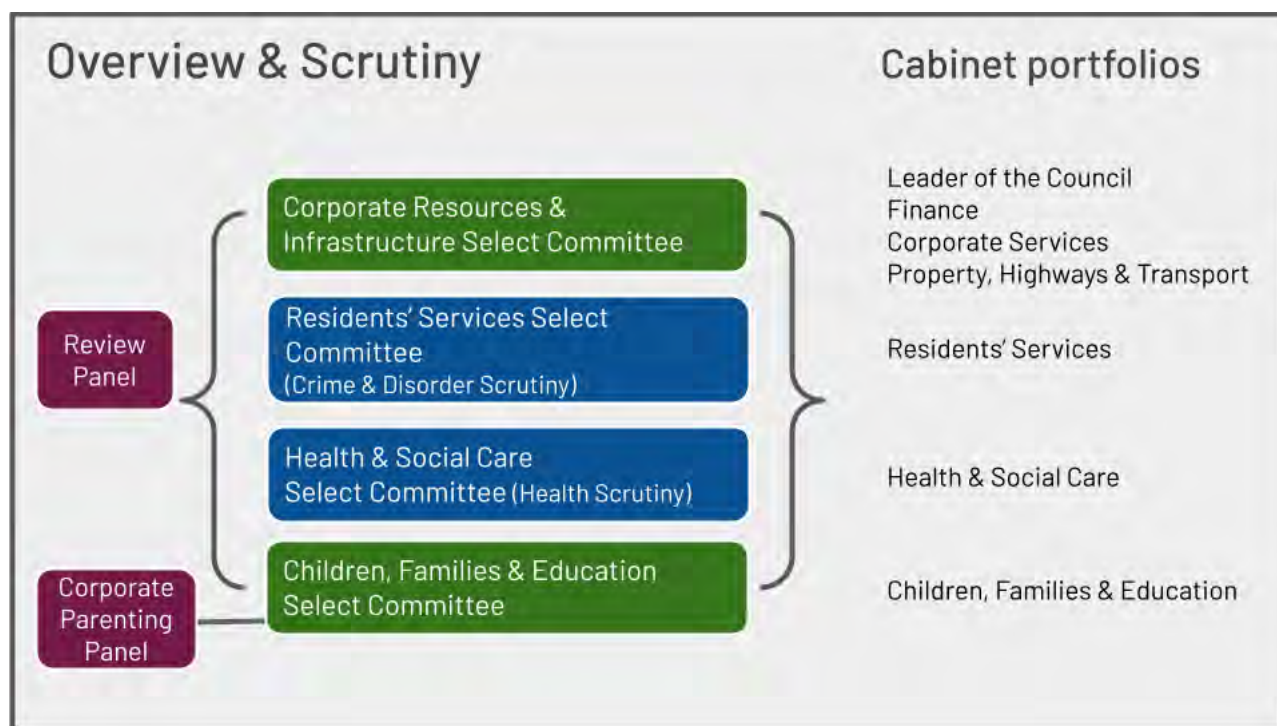 Overview & Scrutiny
Cabinet portfolios
Review
Panel
Corporate
Parenting
Panel
Corporate Resources &
Infrastructure Select Committee
Residents' Services Select
Committee
(Crime & Disorder Scrutiny)
Health & Social Care
Select Committee (Health Scrutiny)
Children, Families & Education
Select Committee
Leader of the Council
Finance
Corporate Services
Property, Highways & Transport
Residents' Services
Health & Social Care
Children, Families & Education